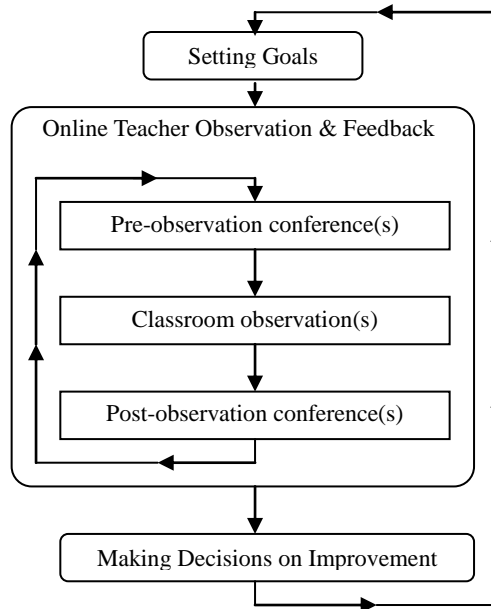 Setting Goals
Online Teacher Observation & Feedback
Pre-observation conference(s)
Classroom observation(s)
Post-observation conference(s)
Making Decisions on Improvement